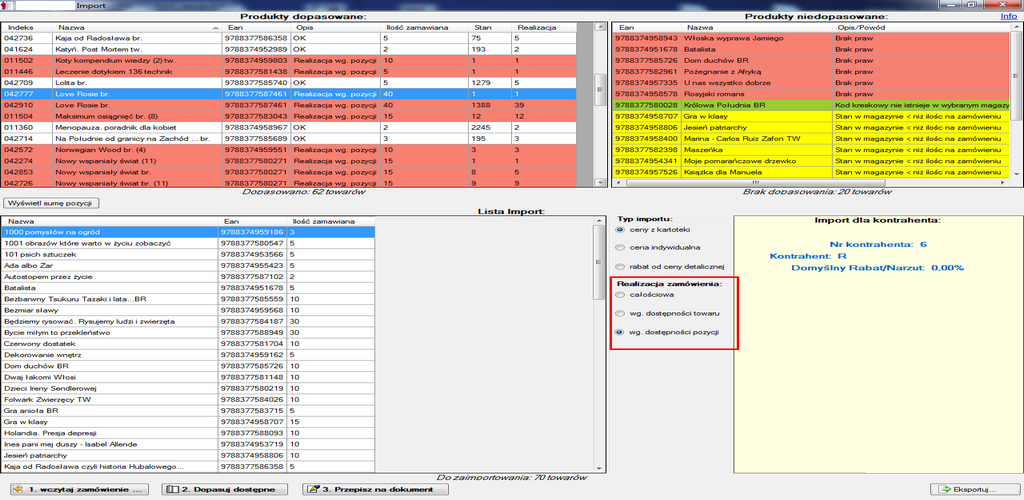 Import
Produkty dopasowane:
Indeks Nazwa Ean Opis Ilość zamawiana Stan Realizacja
042736 Kaja od Radosława br. 9788377586358 OK 5 75 5
041624 Katyń. Post Mortem tw. 9788374952989 OK 2 193 2
011502 Koty kompendium wiedzy (2) tw. 9788374959803 Realizacja wg. pozycji 10 1 1
011446 Leczenie dotykiem 136 technik 9788377581438 Realizacja wg. pozycji 5 1 1
042709 Lolita br. 9788377585740 OK 5 1279 5
042777 Love Rosie br. 9788377587461 Realizacja wg. pozycji 40 1 1
042910 Love Rosie br. 9788377587461 Realizacja wg. pozycji 40 1388 39
011504 Maksimum osiągnięć br. (8) 9788377583043 Realizacja wg. pozycji 15 12 12
011360 Menopauza. poradnik dla kobiet 9788374958967 OK 2 2245 2
042714 Na Południe od granicy na Zachód ... br. 9788377585689 OK 3 195 3
042572 Norwegian Wood br. (4) 9788374959551 Realizacja wg. pozycji 10 3 3
042274 Nowy wspaniały świat (11) 9788377580271 Realizacja wg. pozycji 15 1 1
042853 Nowy wspaniały świat br. 9788377580271 Realizacja wg. pozycji 15 8 5
042726 Nowy wspaniały świat br. (11) 9788377580271 Realizacja wg. pozycji 15 9 9
Dopasowano: 62 towarów
Produkty niedopasowane:
Info
Ean Nazwa Opis/Powód
9788374958943 Włoska wyprawa Jamiego Brak praw
9788374951678 Batalista Brak praw
9788377585726 Dom duchów BR Brak praw
9788377582961 Pożegnanie z Afryką Brak praw
9788374957335 U nas wszystko dobrze Brak praw
9788374958578 Rosyjski romans Brak praw
9788377580028 Królowa Południa BR Kod kreskowy nie istnieje w wybranym magazy
9788374958707 Gra w klasy Stan w magazynie < niż ilośc na zamówieniu
9788374958806 Jesień patriarchy Stan w magazynie < niż ilośc na zamówieniu
9788374958400 Marina - Carlos Ruiz Zafon TW Stan w magazynie < niż ilośc na zamówieniu
9788377582398 Maszeńka Stan w magazynie < niż ilośc na zamówieniu
9788374954341 Moje pomarańczowe drzewko Stan w magazynie < niż ilośc na zamówieniu
9788374957526 Książka dla Manuela Stan w magazynie < niż ilośc na zamówieniu
Brak dopasowania: 20 towarów
Wyświetl sumę pozycji
Lista Import:
Nazwa Ean Ilość zamawiana
1000 pomysłów na ogród 9788374959186 3
1001 obrazów które warto w życiu zobaczyć 9788377580547 5
101 psich sztuczek 9788374953566 5
Ada albo Żar 9788374955423 5
Autostopem przez życie 9788377587102 2
Batalista 9788374951678 5
Bezbarwny Tsukuru Tazaki i lata...BR 9788377585559 10
Bezmiar sławy 9788374959568 10
Będziemy rysować. Rysujemy ludzi i zwierzęta 9788377584187 30
Bycie miłym to przekleństwo 9788377588949 30
Czerwony dostatek 9788377581704 10
Dekorowanie wnętrz 9788374959162 5
Dom duchów BR 9788377585726 10
Dwaj łakomi Włosi 9788377581148 10
Dzieci Ireny Sendlerowej 9788377580219 10
Folwark Zwierzęcy TW 9788377584026 10
Gra anioła BR 9788377583715 5
Gra w klasy 9788374958707 15
Holandia. Presja depresji 9788377588093 10
Ines pani mej duszy - Isabel Allende 9788374953719 10
Jesień patriarchy 9788374958806 10
Kaja od Radosława czyli historia Hubalowego... 9788377586358 5
Do zaimportowania: 70 towarów
Typ importu:
ceny z kartoteki
cena indywidualna
rabat od ceny detalicznej
Realizacja zamówienia:
całościowa
wg. dostępności towaru
wg. dostępności pozycji
Import dla kontrahenta:
Nr kontrahenta: 6
Kontrahent: R
Domyślny Rabat/Narzut: 0,00%
1. wczytaj zamówienie ...
2. Dopasuj dostępne
3. Przepisz na dokument
Eksportuj...